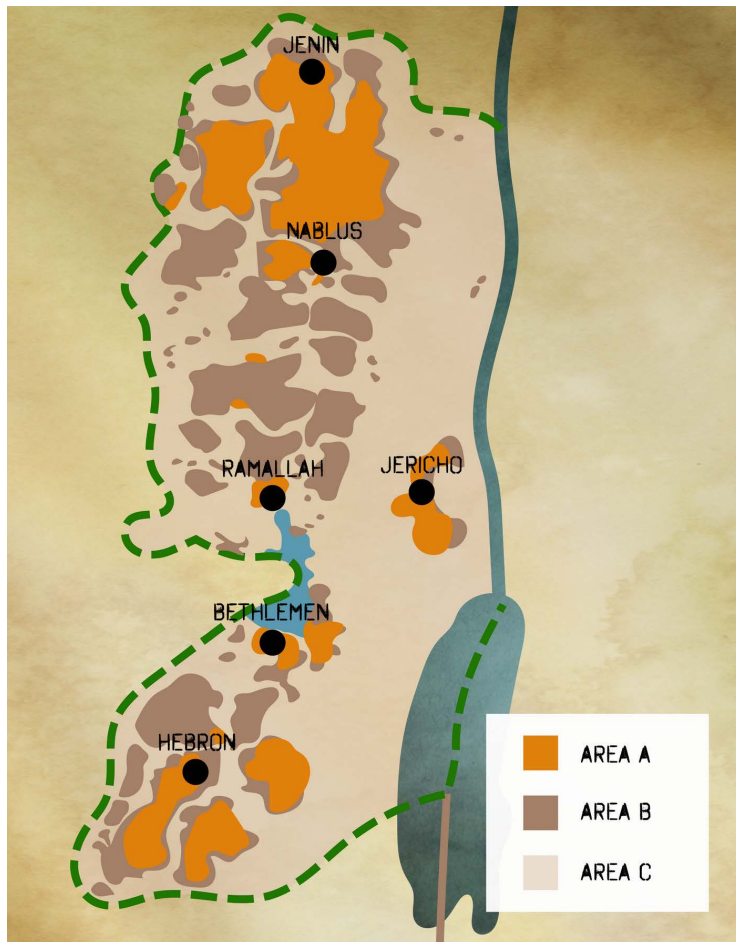 JENIN
NABLUS
RAMALLAH
JERICHO
BETHLEMEN
HEBRON
AREA A
AREA B
AREA C